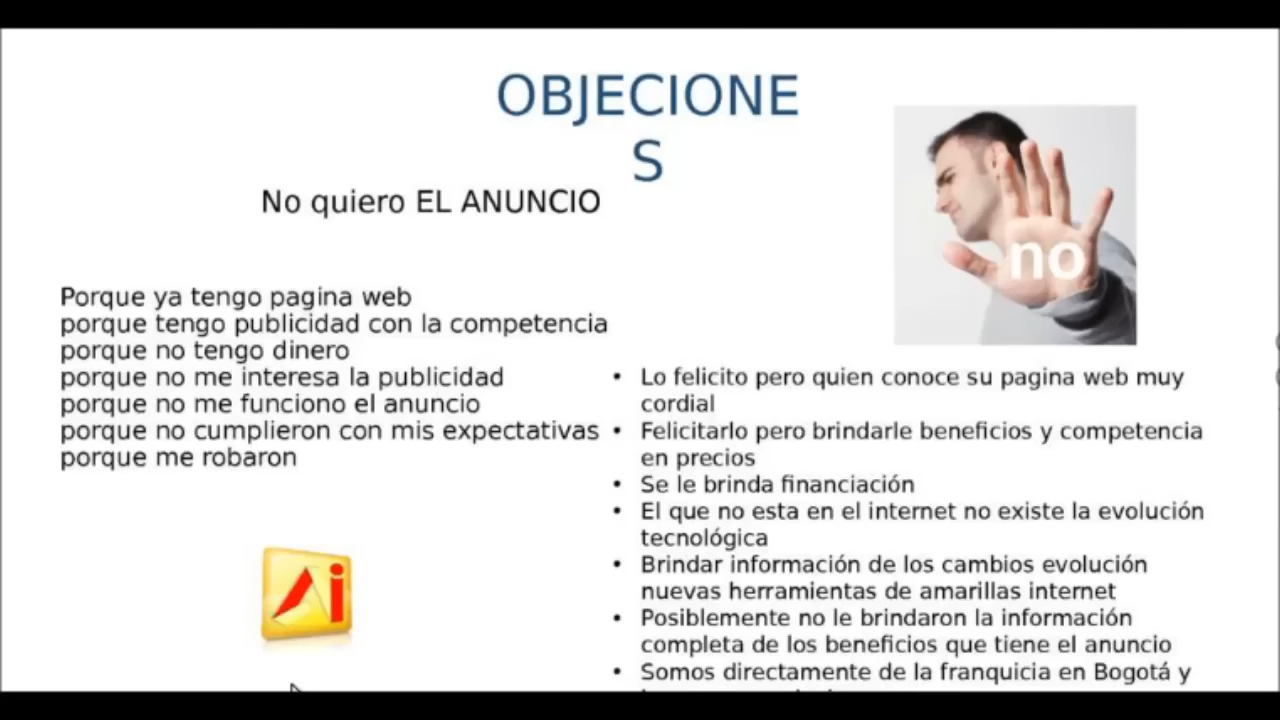 OBJECIONE
S
No quiero EL ANUNCIO
no
Porque ya tengo pagina web
porque tengo publicidad con la competencia
porque no tengo dinero
porque no me interesa la publicidad
porque no me funciono el anuncio
porque no cumplieron con mis expectativas
porque me robaron
• Lo felicito pero quien conoce su pagina web muy
cordial
• Felicitarlo pero brindarle beneficios y competencia
en precios
• Se le brinda financiación
• El que no esta en el internet no existe la evolución
tecnológica
• Brindar información de los cambios evolución
nuevas herramientas de amarillas internet
• Posiblemente no le brindaron la información
completa de los beneficios que tiene el anuncio
• Somos directamente de la franquicia en Bogotá y
Ai